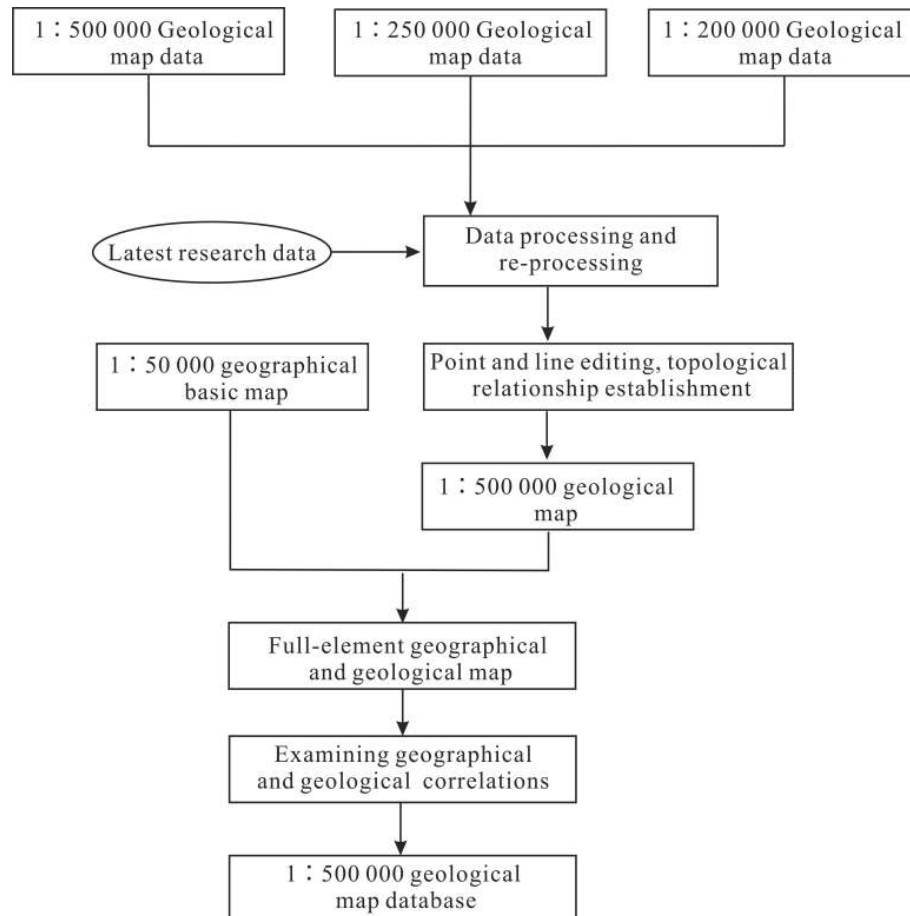 1：500 000 Geological
map data
1：250 000 Geological
map data
1：200 000 Geological
map data
Latest research data
Data processing and
re-processing
1：50 000 geographical
basic map
Point and line editing, topological
relationship establishment
1：500 000 geological
map
Full-element geographical
and geological map
Examining geographical
and geological correlations
1：500 000 geological
map database